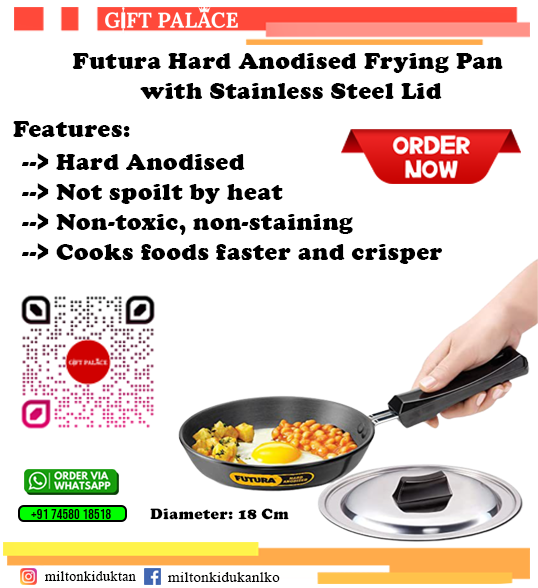 GIFT PALACE
Futura Hard Anodised Frying Pan
with Stainless Steel Lid
Features:
--> Hard Anodised
--> Not spoilt by heat
--> Non-toxic, non-staining
--> Cooks foods faster and crisper
ORDER
NOW
GIFT PALACE
FUTURA HARD ANODISED
ORDER VIA
WHATSAPP
+91 74580 18518
Diameter: 18 Cm
miltonkiduktan
miltonkidukanlko